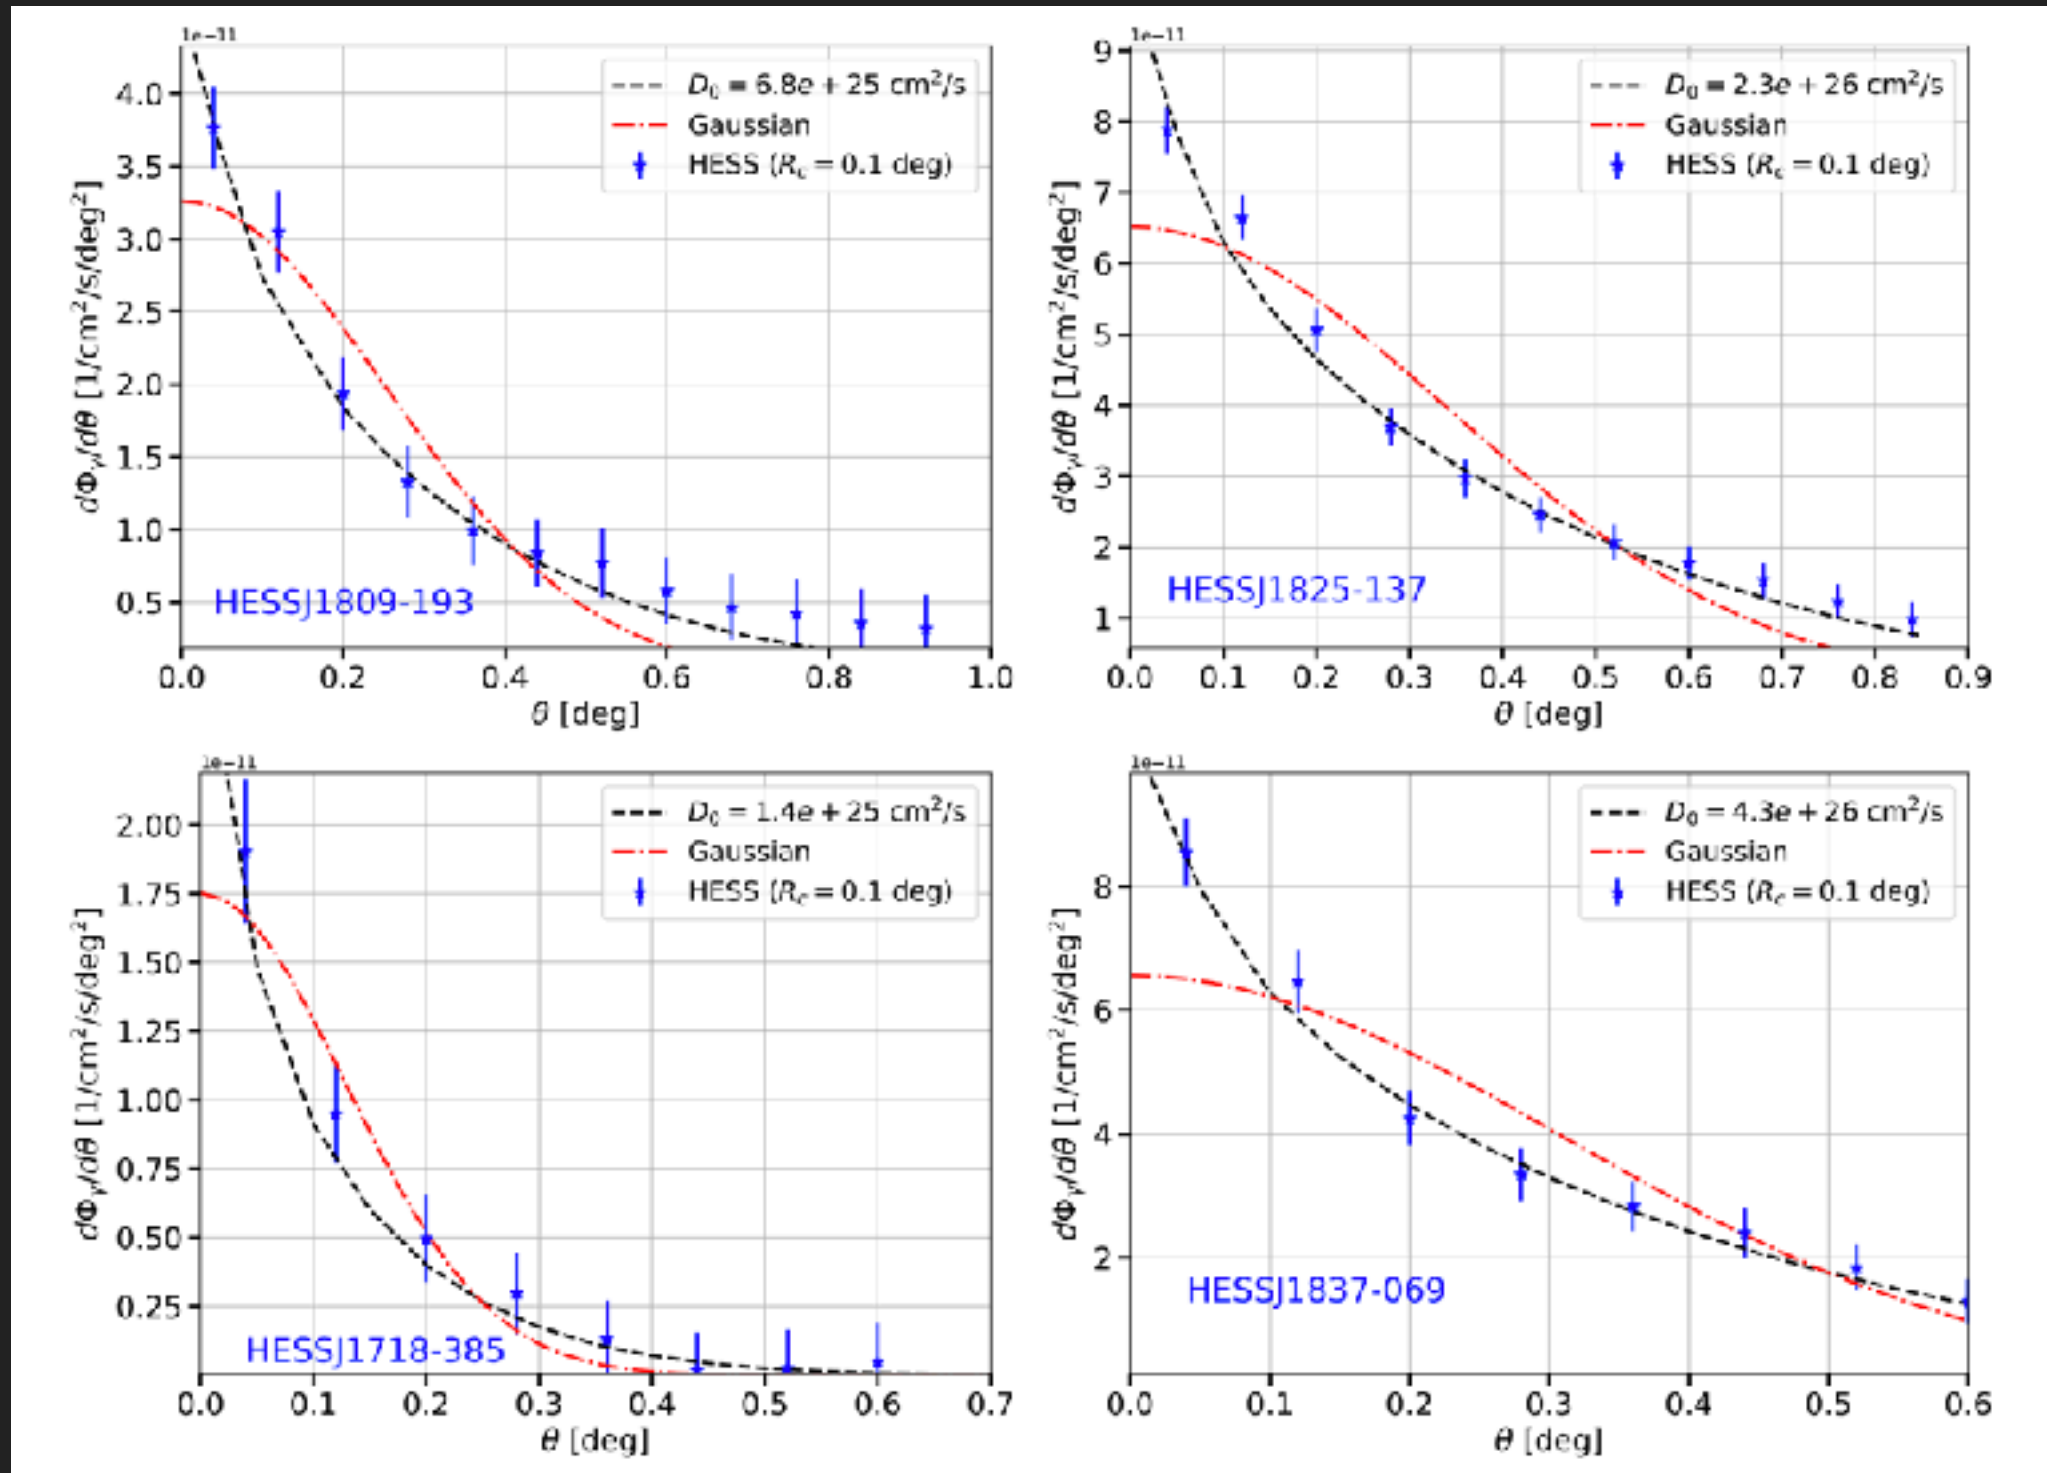 1e−11
D₀ = 6.8e + 25 cm²/s
Gaussian
HESS (R_c = 0.1 deg)
dΦ_γ/dθ [1/cm²/s/deg²]
4.0
3.5
3.0
2.5
2.0
1.5
1.0
0.5
HESSJ1809-193
0.0 0.2 0.4 0.6 0.8 1.0
θ [deg]
1e−11
D₀ = 2.3e + 26 cm²/s
Gaussian
HESS (R_c = 0.1 deg)
dΦ_γ/dθ [1/cm²/s/deg²]
9
8
7
6
5
4
3
2
1
HESSJ1825-137
0.0 0.1 0.2 0.3 0.4 0.5 0.6 0.7 0.8 0.9
θ [deg]
1e−11
D₀ = 1.4e + 25 cm²/s
Gaussian
HESS (R_c = 0.1 deg)
dΦ_γ/dθ [1/cm²/s/deg²]
2.00
1.75
1.50
1.25
1.00
0.75
0.50
0.25
HESSJ1718-385
0.0 0.1 0.2 0.3 0.4 0.5 0.6 0.7
θ [deg]
1e−11
D₀ = 4.3e + 26 cm²/s
Gaussian
HESS (R_c = 0.1 deg)
dΦ_γ/dθ [1/cm²/s/deg²]
8
6
4
2
HESSJ1837-069
0.0 0.1 0.2 0.3 0.4 0.5 0.6
θ [deg]